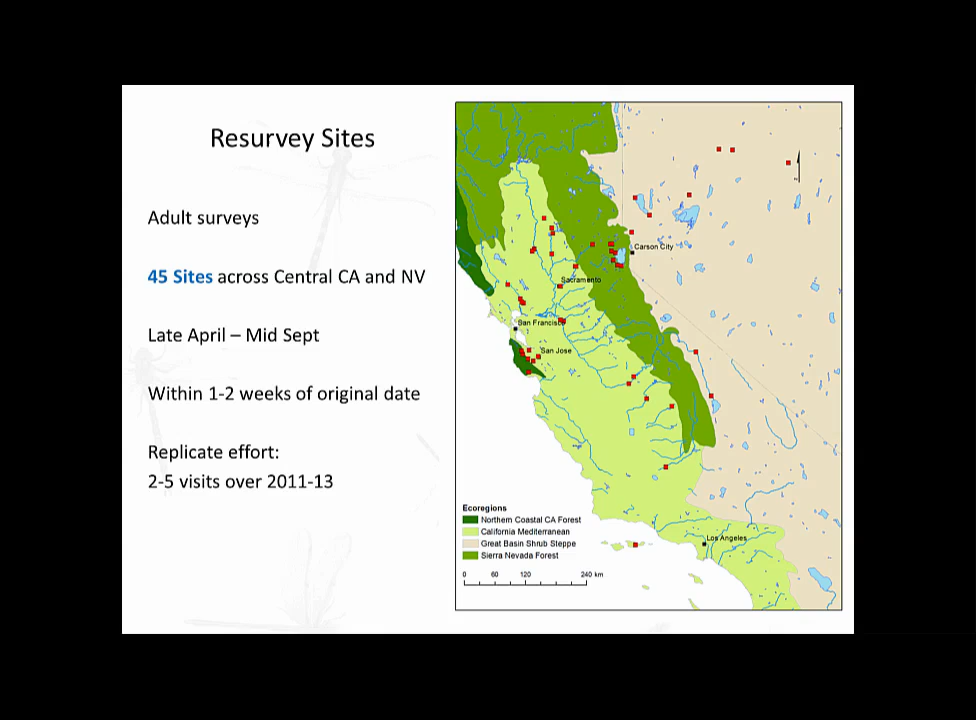 Resurvey Sites
Adult surveys
45 Sites across Central CA and NV
Late April – Mid Sept
Within 1-2 weeks of original date
Replicate effort:
2-5 visits over 2011-13
Carson City
Sacramento
San Francisco
San Jose
Los Angeles
Ecoregions
Northern Coastal CA Forest
California Mediterranean
Great Basin Shrub Steppe
Sierra Nevada Forest
0 60 120 240 km